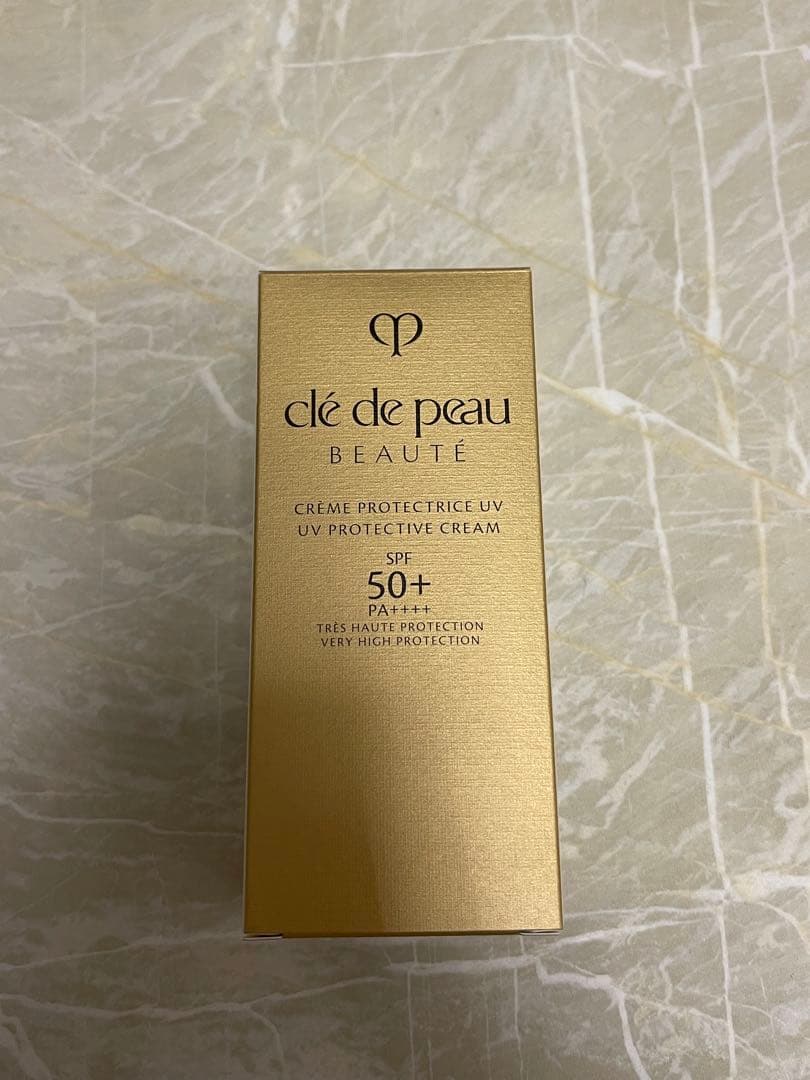 clé de peau
BEAUTÉ
CRÈME PROTECTRICE UV
UV PROTECTIVE CREAM
SPF
50+
PA++++
TRÈS HAUTE PROTECTION
VERY HIGH PROTECTION